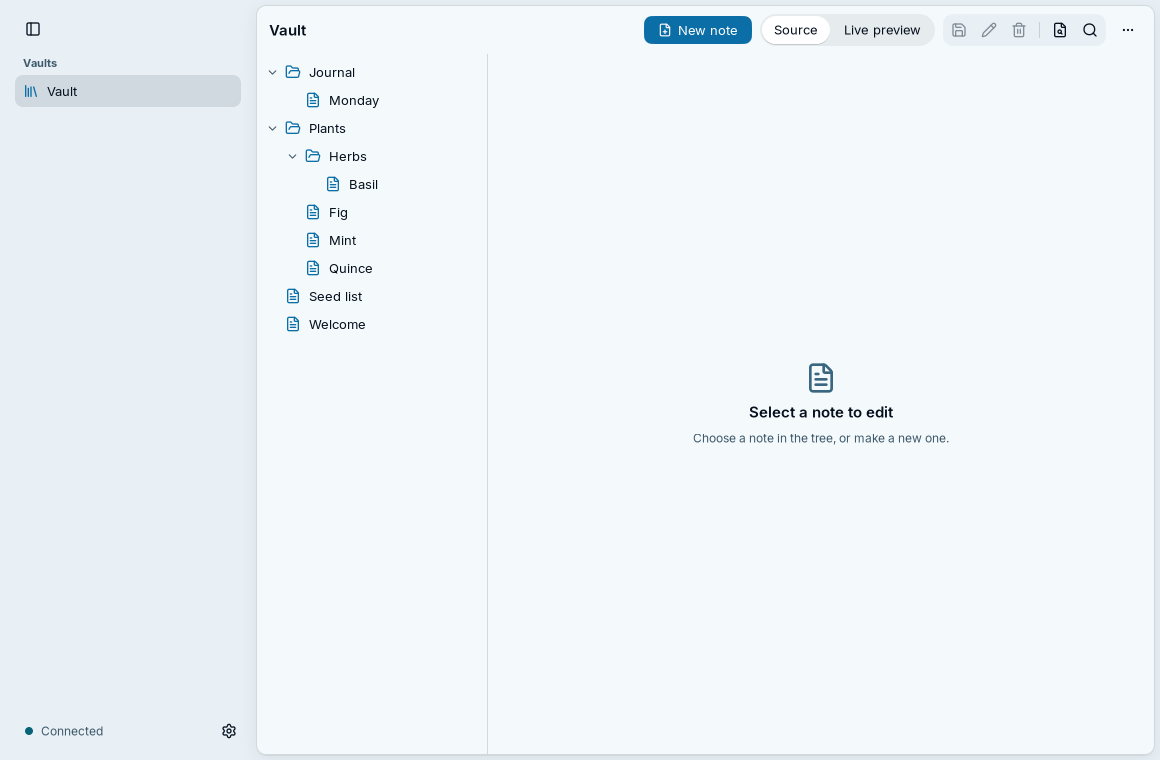 Vaults
Vault
Connected
Vault
New note
Source
Live preview
Journal
Monday
Plants
Herbs
Basil
Fig
Mint
Quince
Seed list
Welcome
Select a note to edit
Choose a note in the tree, or make a new one.